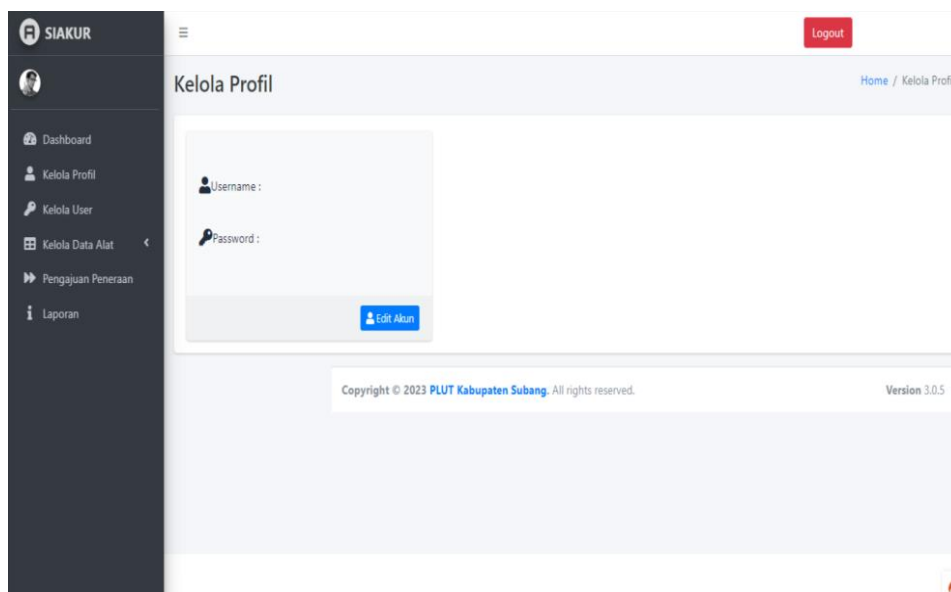 SIAKUR
Logout
Kelola Profil
Home / Kelola Profi
Dashboard
Kelola Profil
Kelola User
Kelola Data Alat
Pengajuan Peneraan
Laporan
Username :
Password :
Edit Akun
Copyright © 2023 PLUT Kabupaten Subang. All rights reserved.
Version 3.0.5